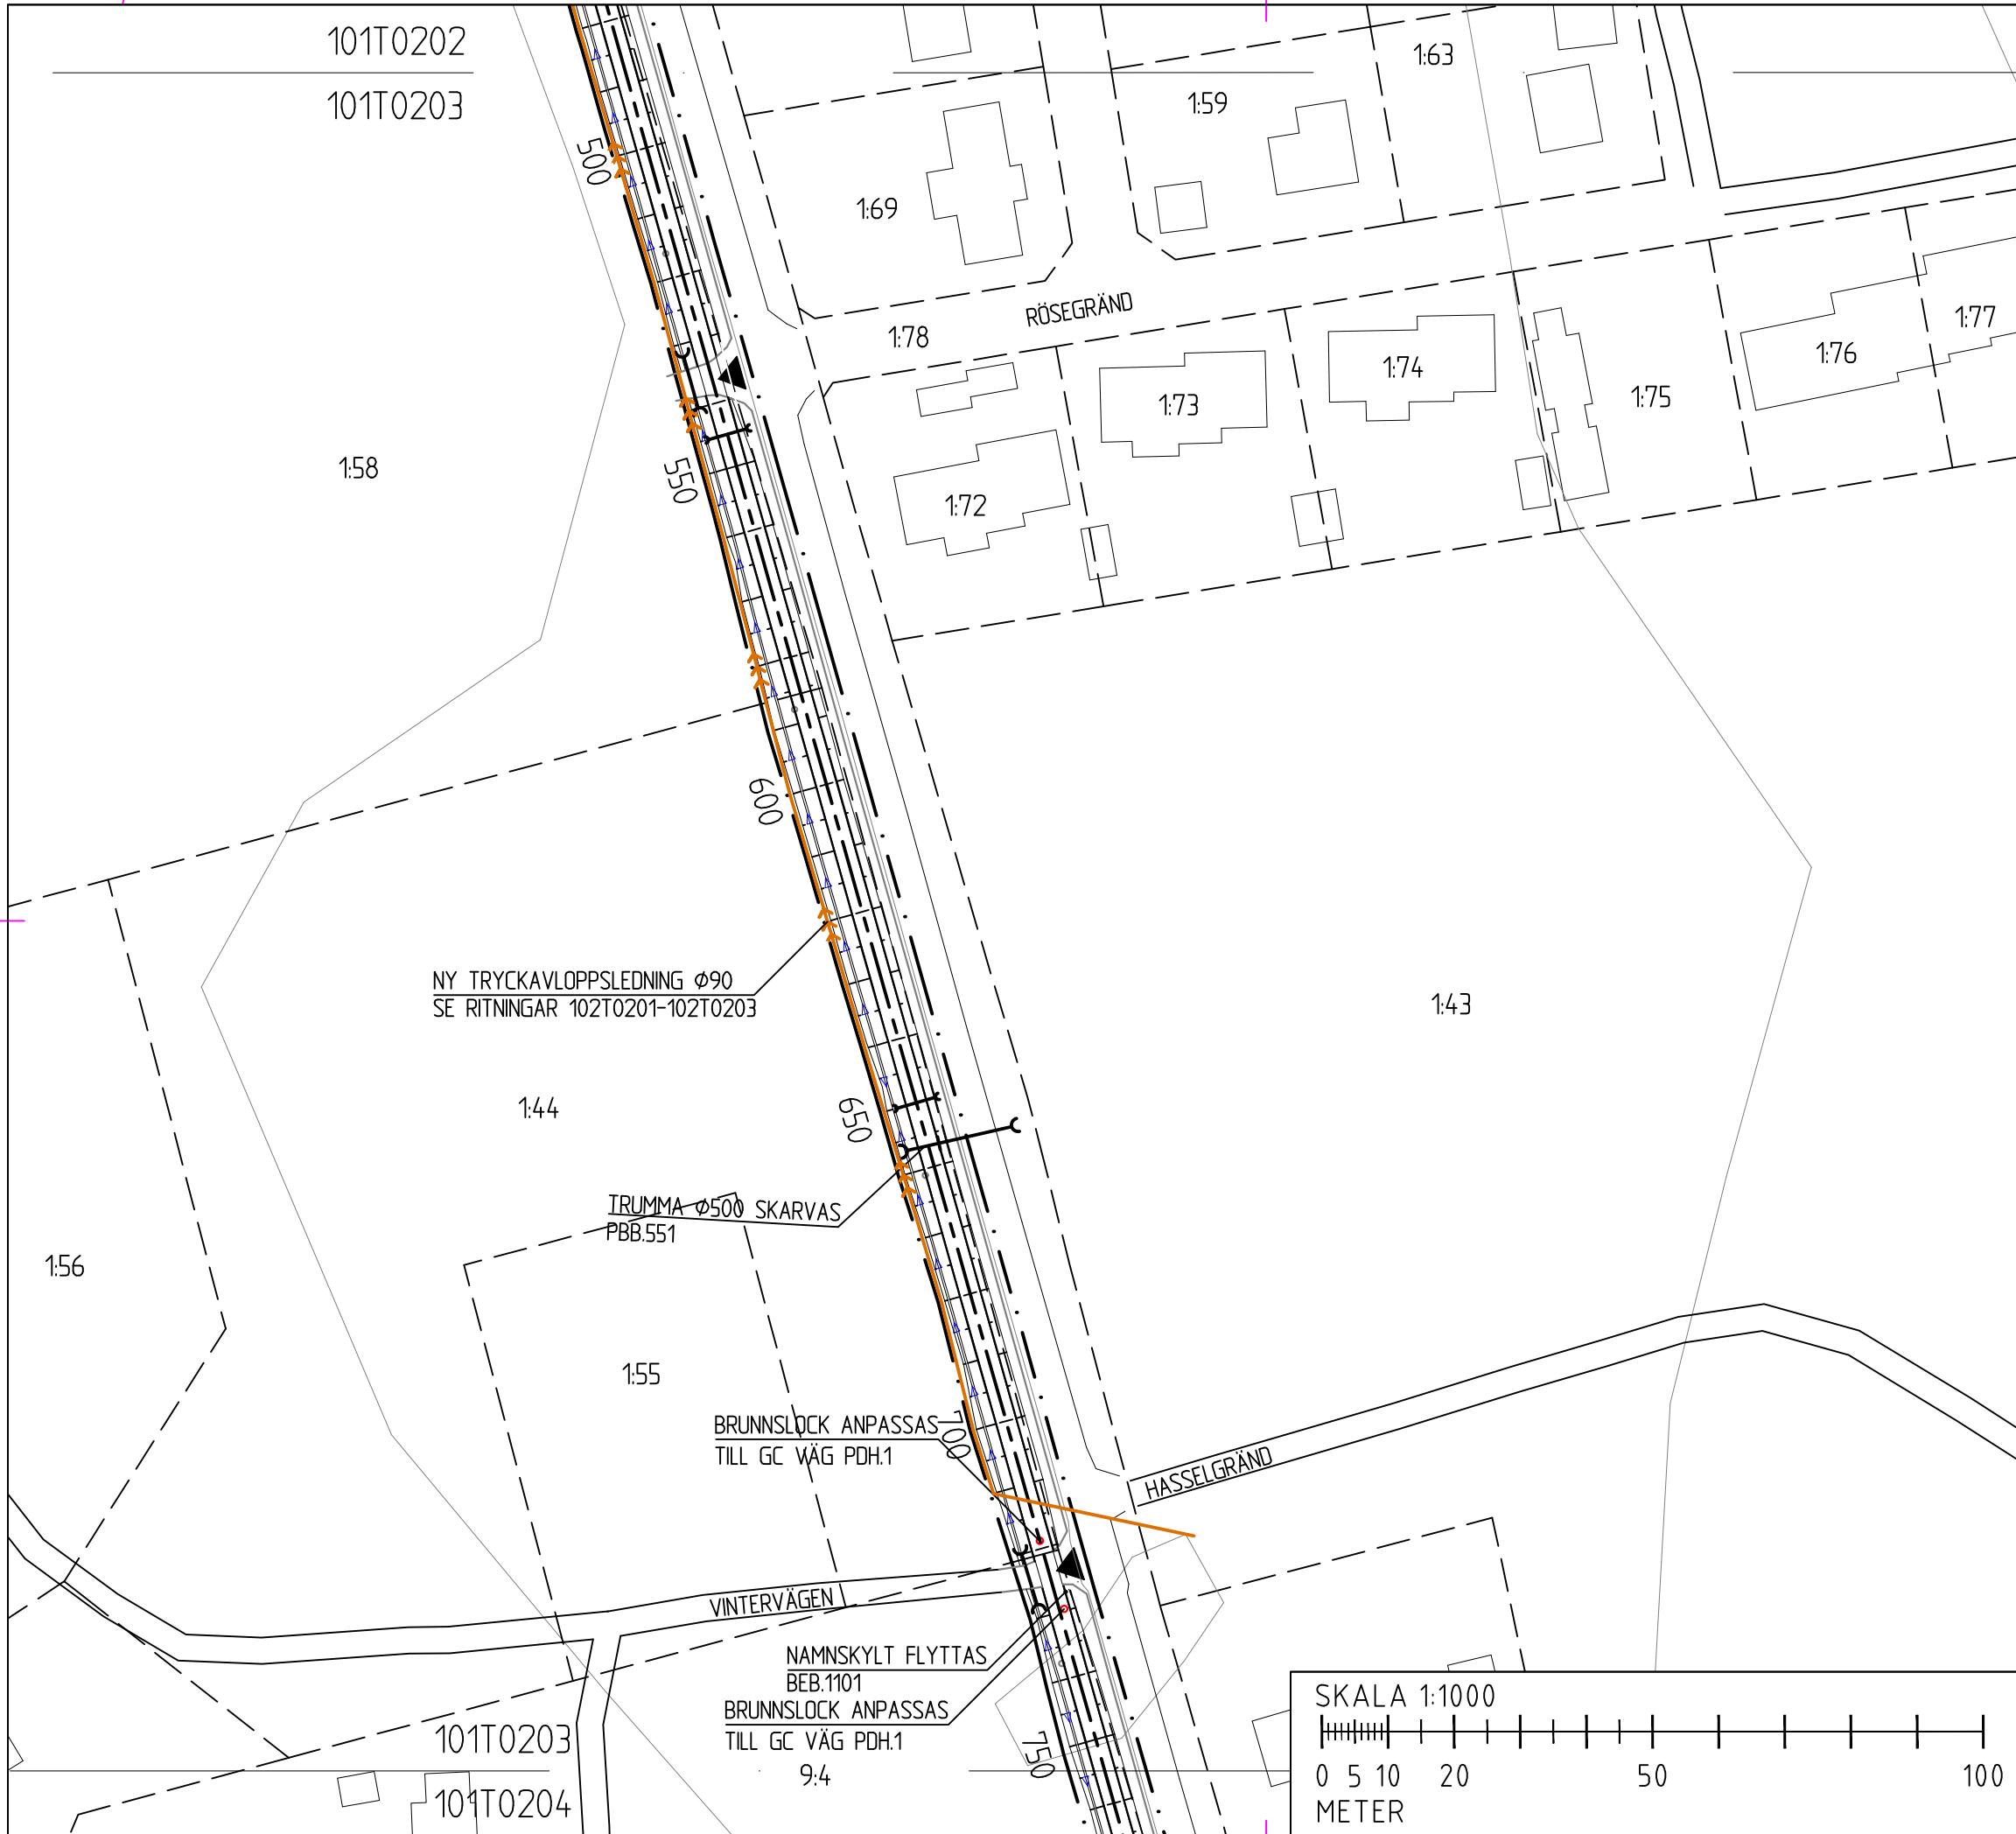 101T0202
101T0203
1:63
1:59
1:69
500
RÖSEGRÄND
1:78
1:77
1:76
1:74
1:75
1:73
1:58
550
1:72
600
NY TRYCKAVLOPPSLEDNING Ø90
SE RITNINGAR 102T0201-102T0203
1:43
1:44
650
TRUMMA Ø500 SKARVAS
PBB.551
1:56
1:55
BRUNNSLOCK ANPASSAS
TILL GC VÄG PDH.1
700
HASSELGRÄND
VINTERVÄGEN
NAMNSKYLT FLYTTAS
BEB.1101
BRUNNSLOCK ANPASSAS
TILL GC VÄG PDH.1
750
101T0203
9:4
101T0204
SKALA 1:1000
0 5 10 20 50 100
METER